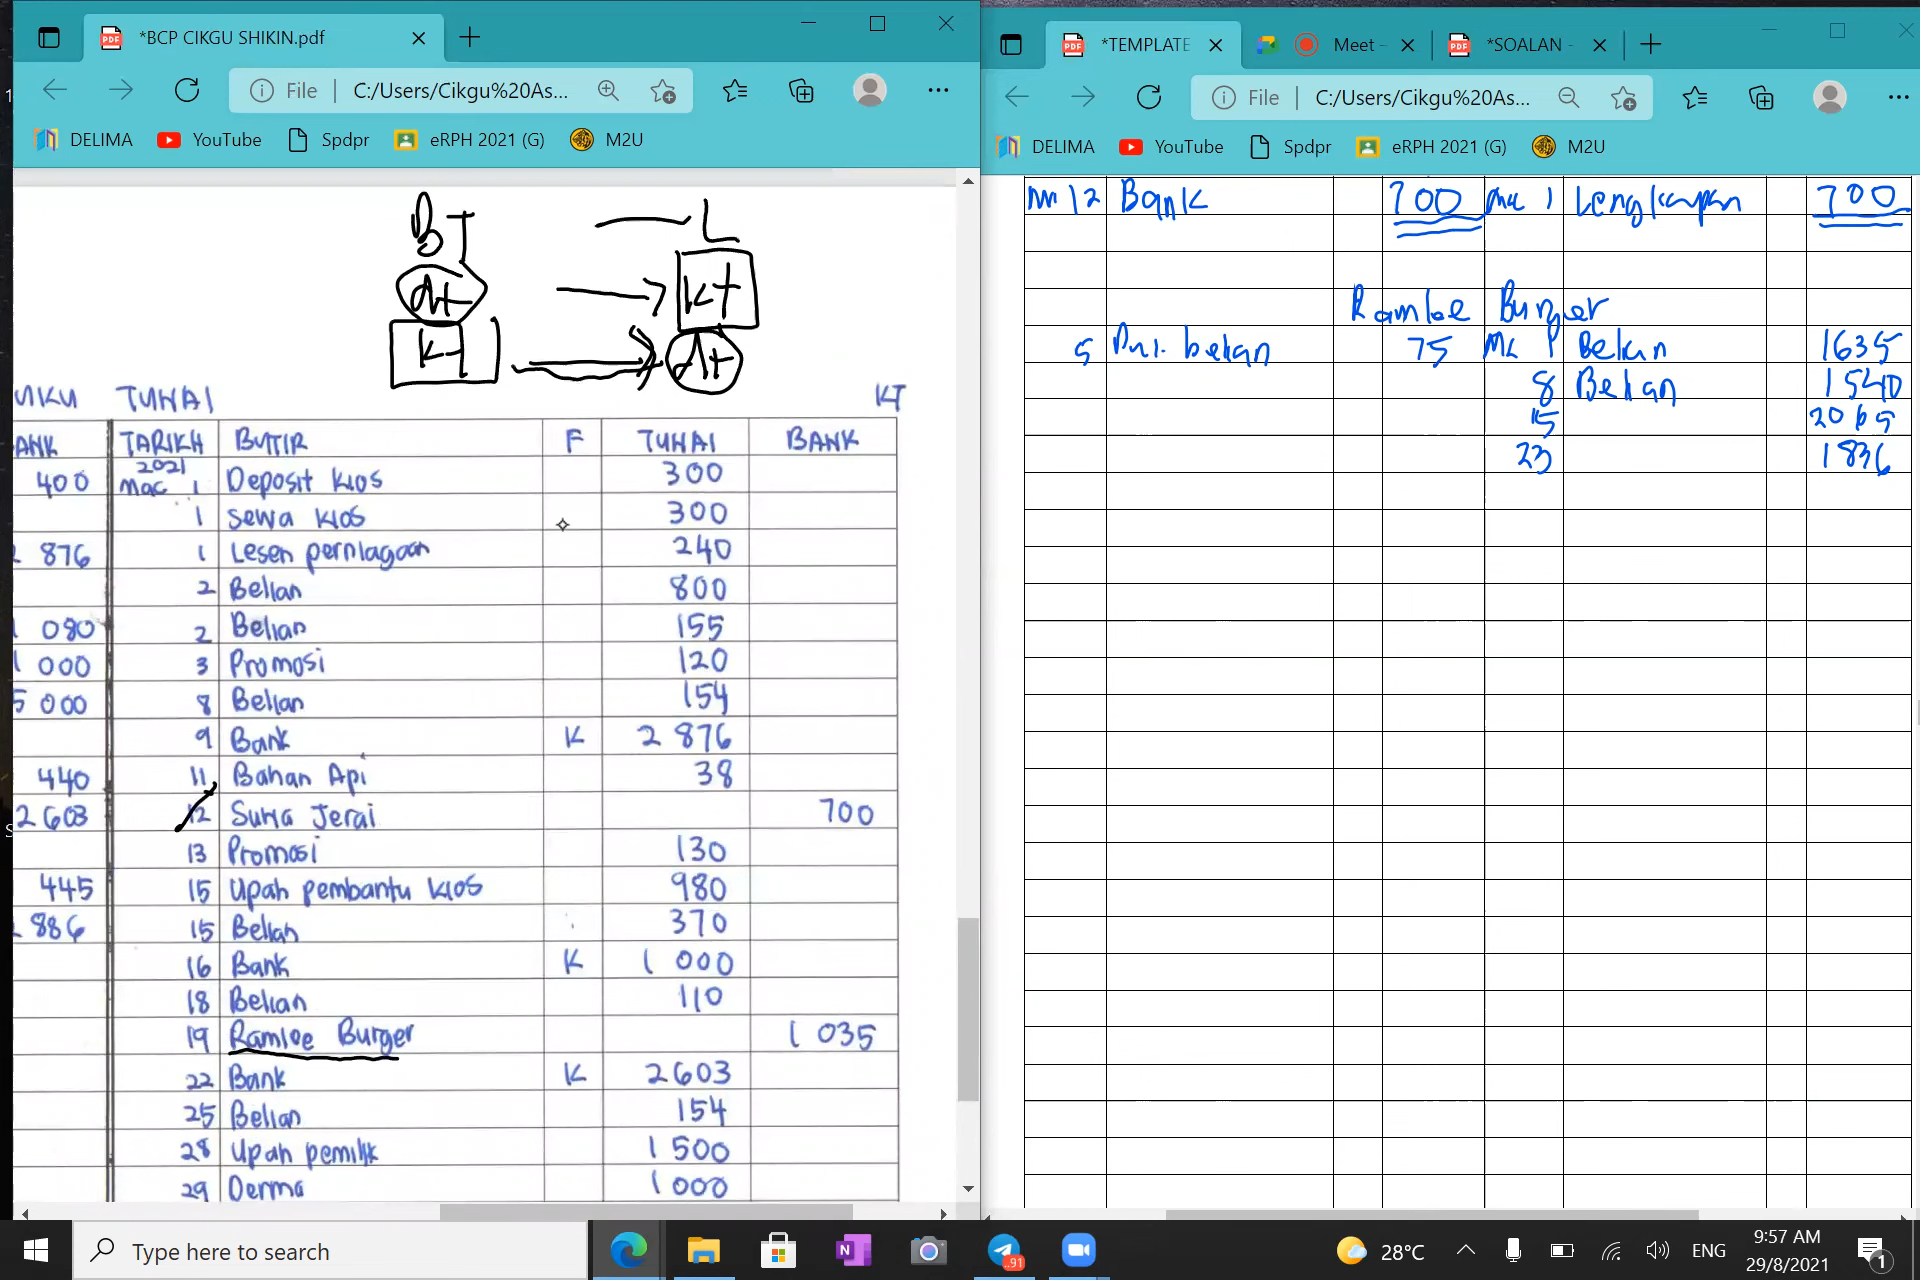 *BCP CIKGU SHIKIN.pdf
File C:/Users/Cikgu%20As...
DELIMA YouTube Spdpr eRPH 2021 (G) M2U
BT L
dt Kt
Kt dt
TUNAI KT
ANK TARIKH BUTIR F TUNAI BANK
2021
400 Mac 1 Deposit kios 300
1 Sewa kios 300
876 1 Lesen perniagaan 240
2 Belian 800
080 2 Belian 155
000 3 Promosi 120
5 000 8 Belian 154
9 Bank K 2 876
440 11 Bahan Api 38
2 603 12 Suria Jerai 700
13 Promosi 130
445 15 Upah pembantu kios 980
886 15 Belian 370
16 Bank K 1 000
18 Belian 110
19 Ramlee Burger 1 035
22 Bank K 2603
25 Belian 154
28 Upah pemilik 1 500
29 Derma 1 000
*TEMPLATE Meet - *SOALAN -
File C:/Users/Cikgu%20As...
DELIMA YouTube Spdpr eRPH 2021 (G) M2U
12 Bank 700 Mac 1 Lengkapan 700
Ramlee Burger
5 Pul. belian 75 Mc 1 Belian 1635
8 Belian 1540
15 2065
23 1836
Type here to search
.91
28°C ENG 9:57 AM
29/8/2021
1